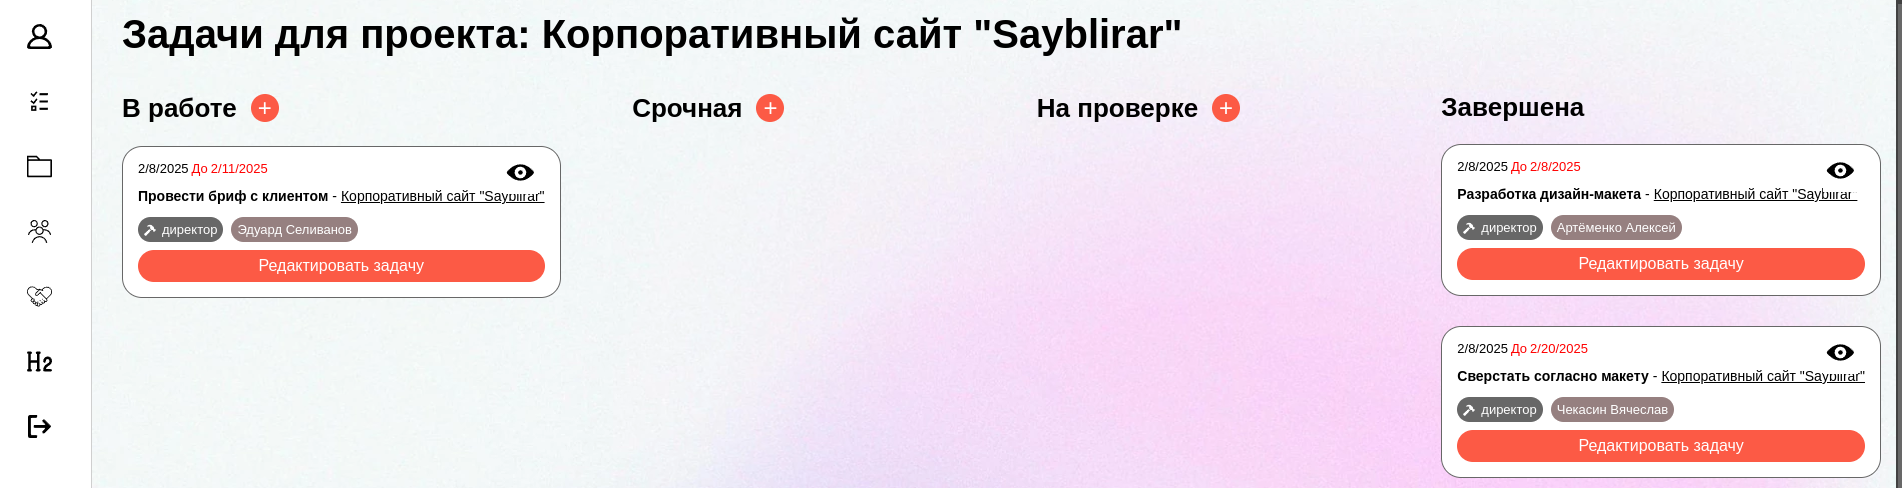 Задачи для проекта: Корпоративный сайт "Sayblirar"
В работе +
Срочная +
На проверке +
Завершена
2/8/2025 До 2/11/2025
Провести бриф с клиентом - Корпоративный сайт "Sayblirar"
директор Эдуард Селиванов
Редактировать задачу
2/8/2025 До 2/8/2025
Разработка дизайн-макета - Корпоративный сайт "Sayblirar"
директор Артёменко Алексей
Редактировать задачу
2/8/2025 До 2/20/2025
Сверстать согласно макету - Корпоративный сайт "Sayblirar"
директор Чекасин Вячеслав
Редактировать задачу
H2